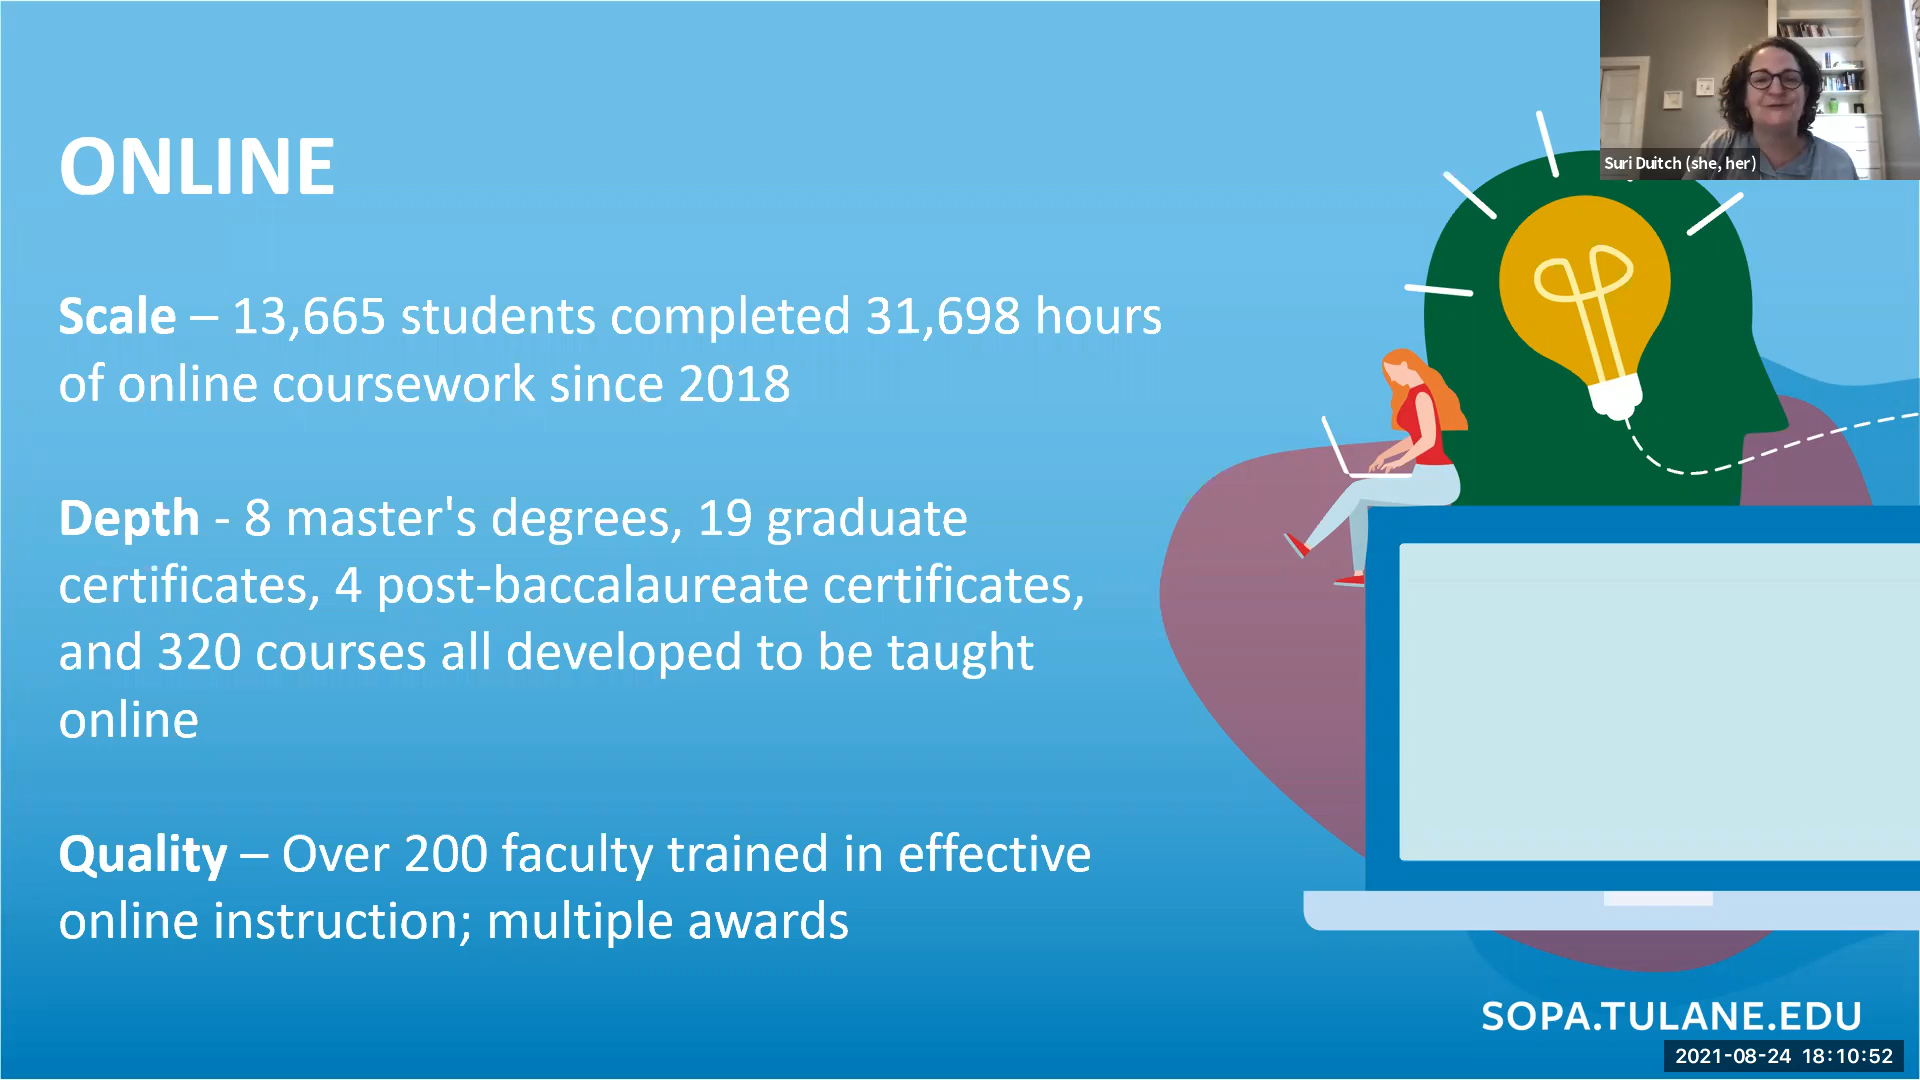 Suri Duitch (she, her)
ONLINE
Scale – 13,665 students completed 31,698 hours
of online coursework since 2018
Depth - 8 master's degrees, 19 graduate
certificates, 4 post-baccalaureate certificates,
and 320 courses all developed to be taught
online
Quality – Over 200 faculty trained in effective
online instruction; multiple awards
SOPA.TULANE.EDU
2021-08-24 18:10:52